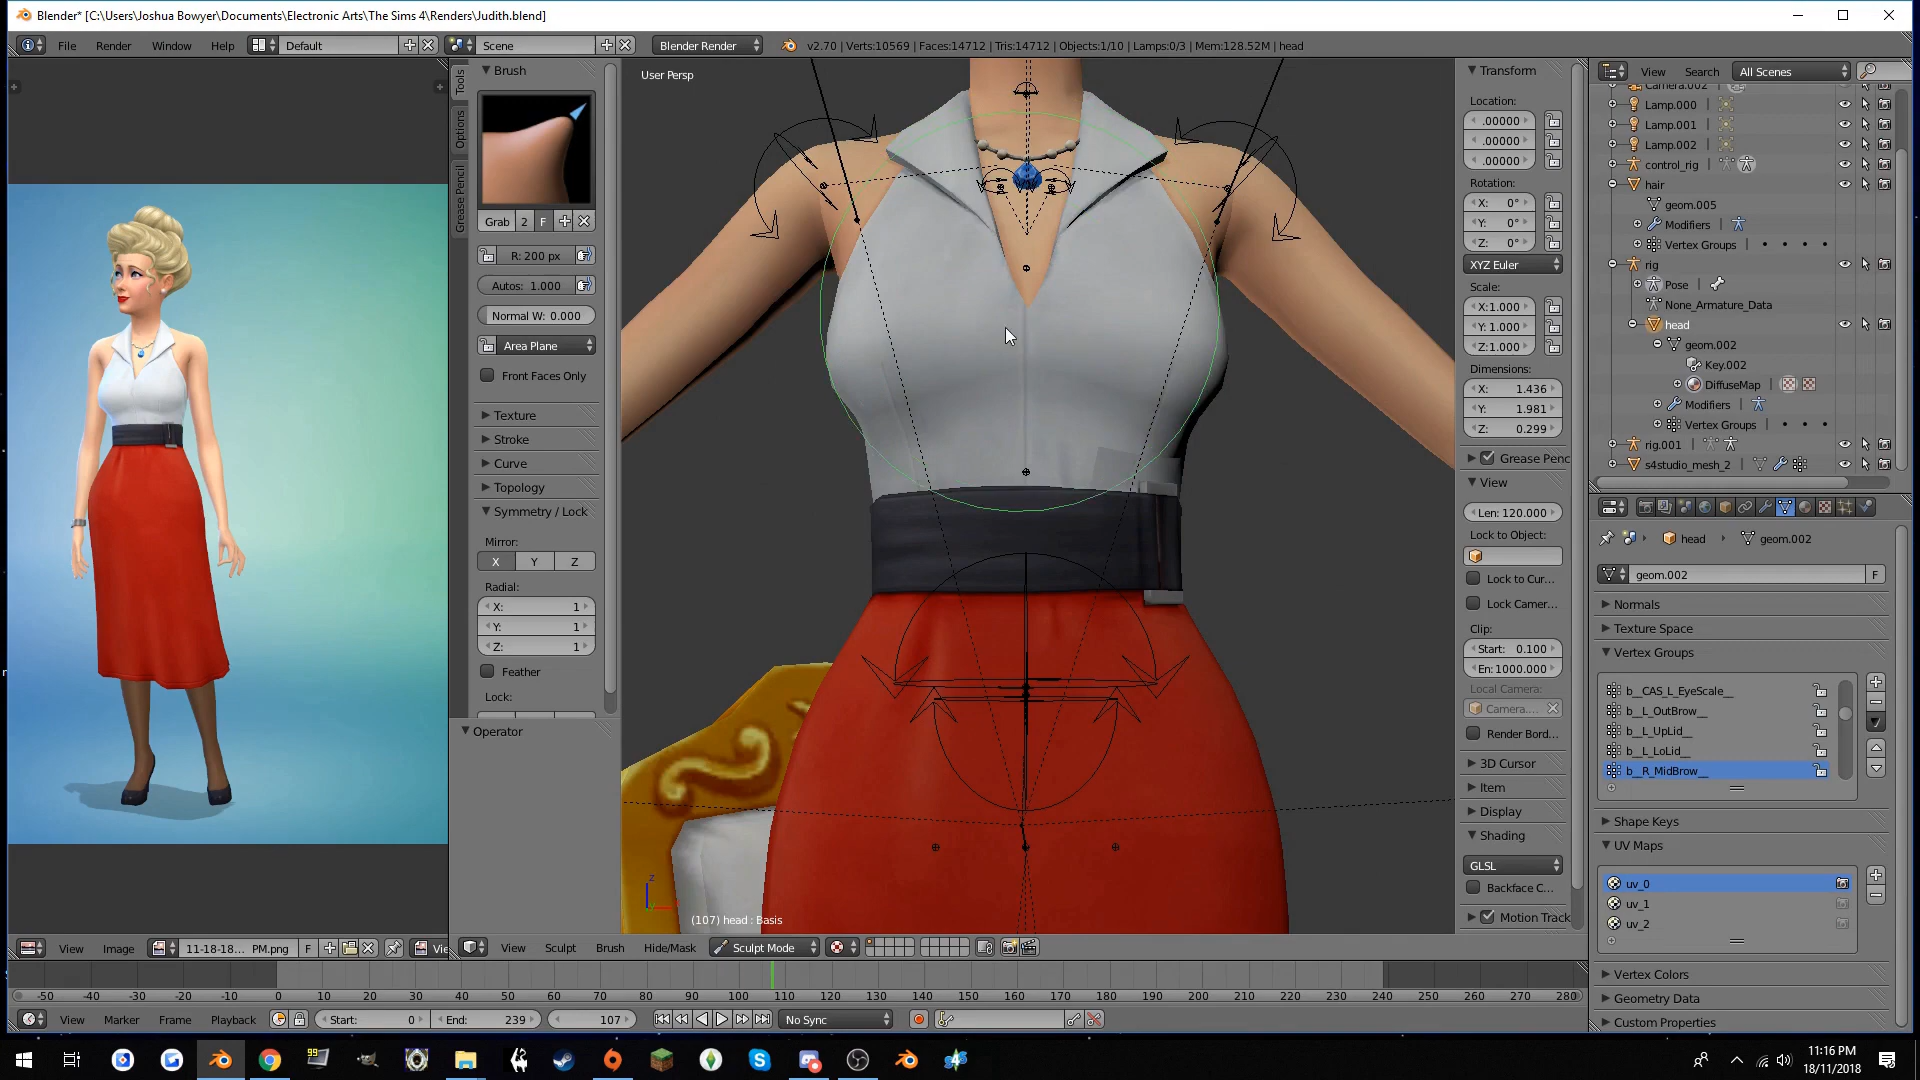 Blender* [C:\Users\Joshua Bowyer\Documents\Electronic Arts\The Sims 4\Renders\Judith.blend]
File Render Window Help Default Scene Blender Render v2.70 | Verts:10569 | Faces:14712 | Tris:14712 | Objects:1/10 | Lamps:0/3 | Mem:128.52M | head
Tools
Options
Grease Pencil
Brush
Grab 2 F
R: 200 px
Autos: 1.000
Normal W: 0.000
Area Plane
Front Faces Only
Texture
Stroke
Curve
Topology
Symmetry / Lock
Mirror:
X Y Z
Radial:
X: 1
Y: 1
Z: 1
Feather
Lock:
Operator
User Persp
z
(107) head : Basis
Transform
Location:
.00000
.00000
.00000
Rotation:
X: 0°
Y: 0°
Z: 0°
XYZ Euler
Scale:
X:1.000
Y: 1.000
Z:1.000
Dimensions:
X: 1.436
Y: 1.981
Z: 0.299
Grease Penc
View
Len: 120.000
Lock to Object:
Lock to Cur...
Lock Camer...
Clip:
Start: 0.100
En: 1000.000
Local Camera:
Camera....
Render Bord...
3D Cursor
Item
Display
Shading
GLSL
Backface C...
Motion Track
View Search All Scenes
Camera.002
Lamp.000
Lamp.001
Lamp.002
control_rig
hair
geom.005
Modifiers
Vertex Groups
rig
Pose
None_Armature_Data
head
geom.002
Key.002
DiffuseMap
Modifiers
Vertex Groups
rig.001
s4studio_mesh_2
head geom.002
geom.002 F
Normals
Texture Space
Vertex Groups
b__CAS_L_EyeScale__
b__L_OutBrow__
b__L_UpLid__
b__L_LoLid__
b__R_MidBrow__
Shape Keys
UV Maps
uv_0
uv_1
uv_2
Vertex Colors
Geometry Data
Custom Properties
View Image 11-18-18... PM.png F Vie
View Sculpt Brush Hide/Mask Sculpt Mode
-50 -40 -30 -20 -10 0 10 20 30 40 50 60 70 80 90 100 110 120 130 140 150 160 170 180 190 200 210 220 230 240 250 260 270 280
View Marker Frame Playback Start: 0 End: 239 107 No Sync
99
11:16 PM
18/11/2018